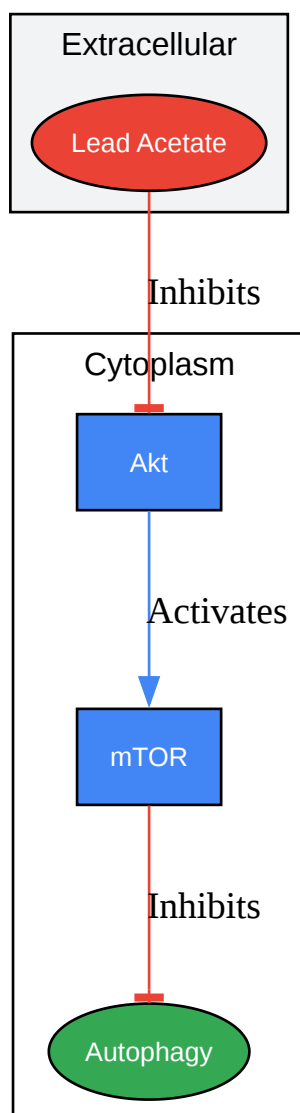 Extracellular
Lead Acetate
Inhibits
Cytoplasm
Akt
Activates
mTOR
Inhibits
Autophagy